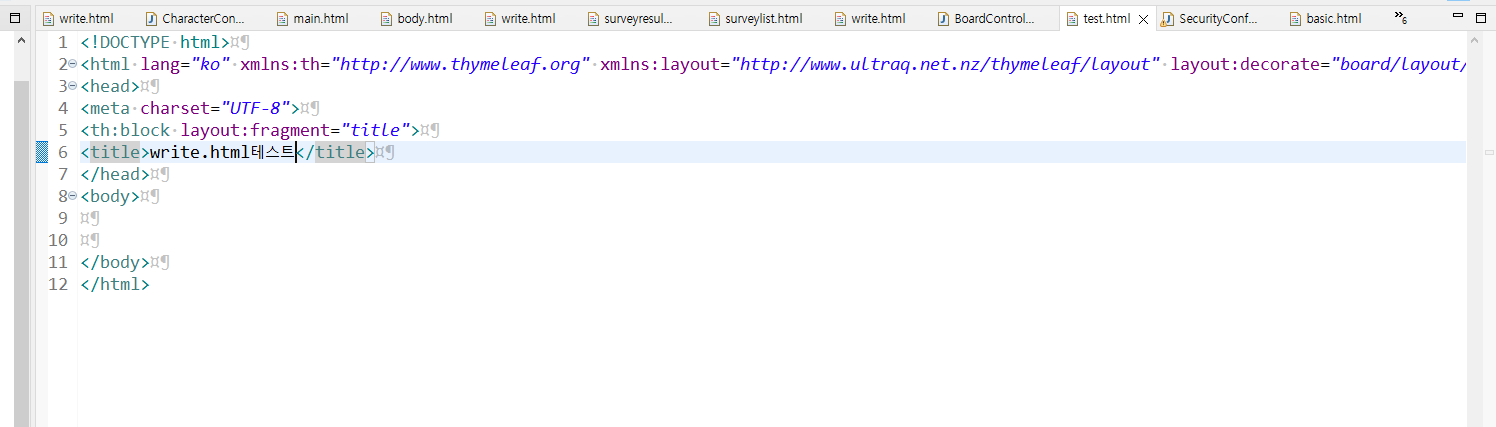 write.html CharacterCon... main.html body.html write.html surveyresul... surveylist.html write.html BoardControl... test.html SecurityConf... basic.html »6
1 <!DOCTYPE html>¤¶
2 <html lang="ko" xmlns:th="http://www.thymeleaf.org" xmlns:layout="http://www.ultraq.net.nz/thymeleaf/layout" layout:decorate="board/layout/
3 <head>¤¶
4 <meta charset="UTF-8">¤¶
5 <th:block layout:fragment="title">¤¶
6 <title>write.html테스트</title>¤¶
7 </head>¤¶
8 <body>¤¶
9 ¤¶
10 ¤¶
11 </body>¤¶
12 </html>